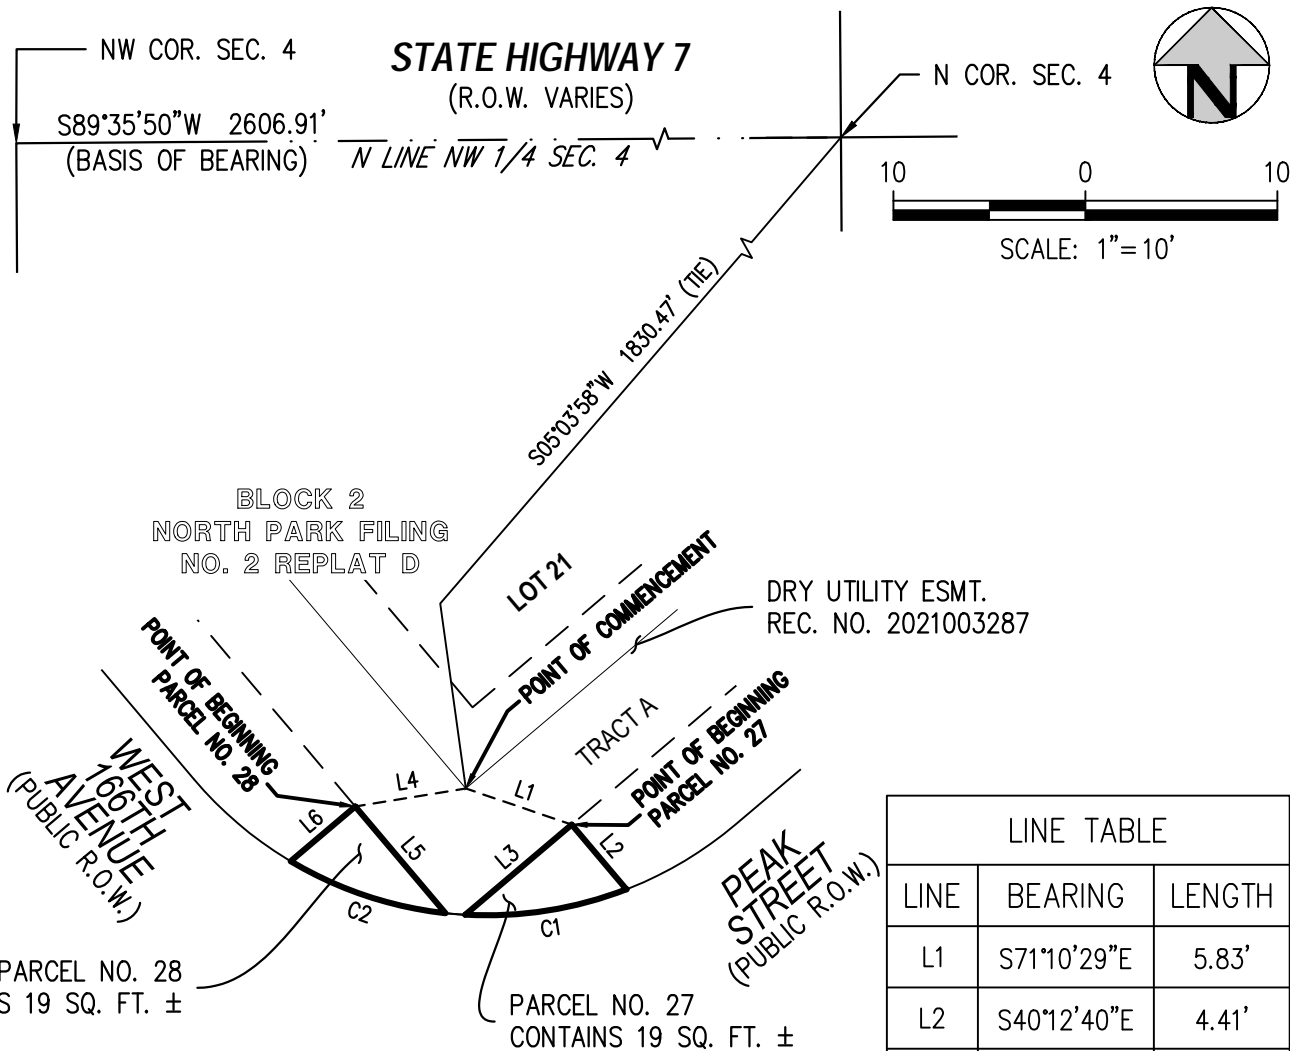 NW COR. SEC. 4
STATE HIGHWAY 7
(R.O.W. VARIES)
N COR. SEC. 4
N
S89°35'50"W 2606.91'
(BASIS OF BEARING)
N LINE NW 1/4 SEC. 4
10 0 10
SCALE: 1"=10'
S05°03'58"W 1830.47' (TIE)
BLOCK 2
NORTH PARK FILING
NO. 2 REPLAT D
LOT 21
POINT OF COMMENCEMENT
DRY UTILITY ESMT.
REC. NO. 2021003287
POINT OF BEGINNING
PARCEL NO. 28
TRACT A
POINT OF BEGINNING
PARCEL NO. 27
WEST
166TH
AVENUE
(PUBLIC R.O.W.)
L4
L1
L6
L5
L3
L2
C2
C1
PEAK
STREET
(PUBLIC R.O.W.)
PARCEL NO. 28
S 19 SQ. FT. ±
PARCEL NO. 27
CONTAINS 19 SQ. FT. ±
LINE TABLE
LINE BEARING LENGTH
L1 S71°10'29"E 5.83'
L2 S40°12'40"E 4.41'